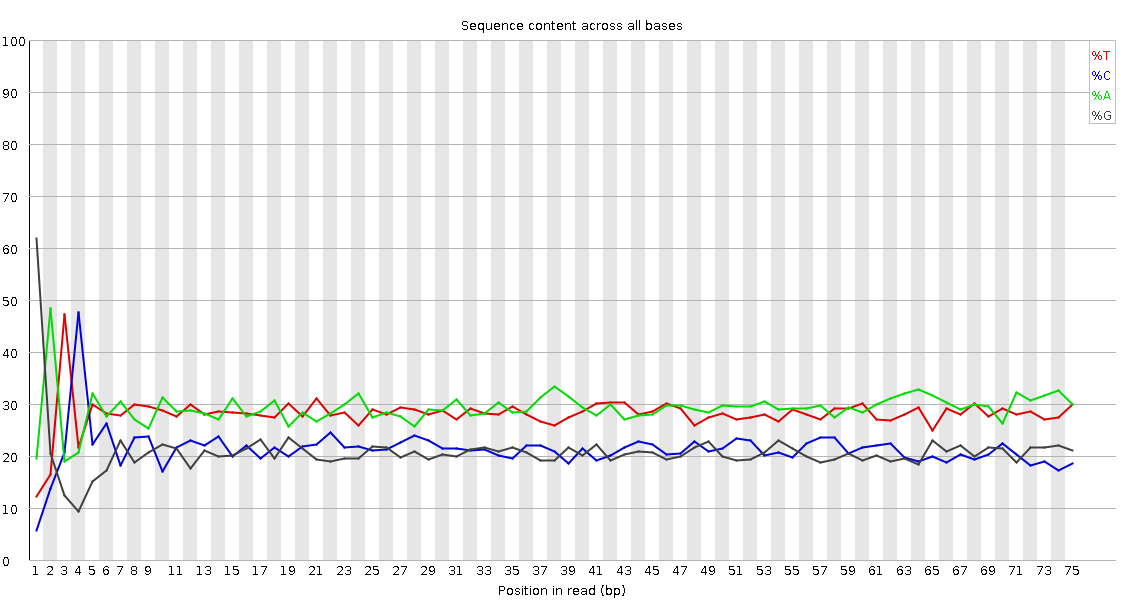 Sequence content across all bases
100
90
80
70
60
50
40
30
20
10
0
%T
%C
%A
%G
1 2 3 4 5 6 7 8 9 11 13 15 17 19 21 23 25 27 29 31 33 35 37 39 41 43 45 47 49 51 53 55 57 59 61 63 65 67 69 71 73 75
Position in read (bp)